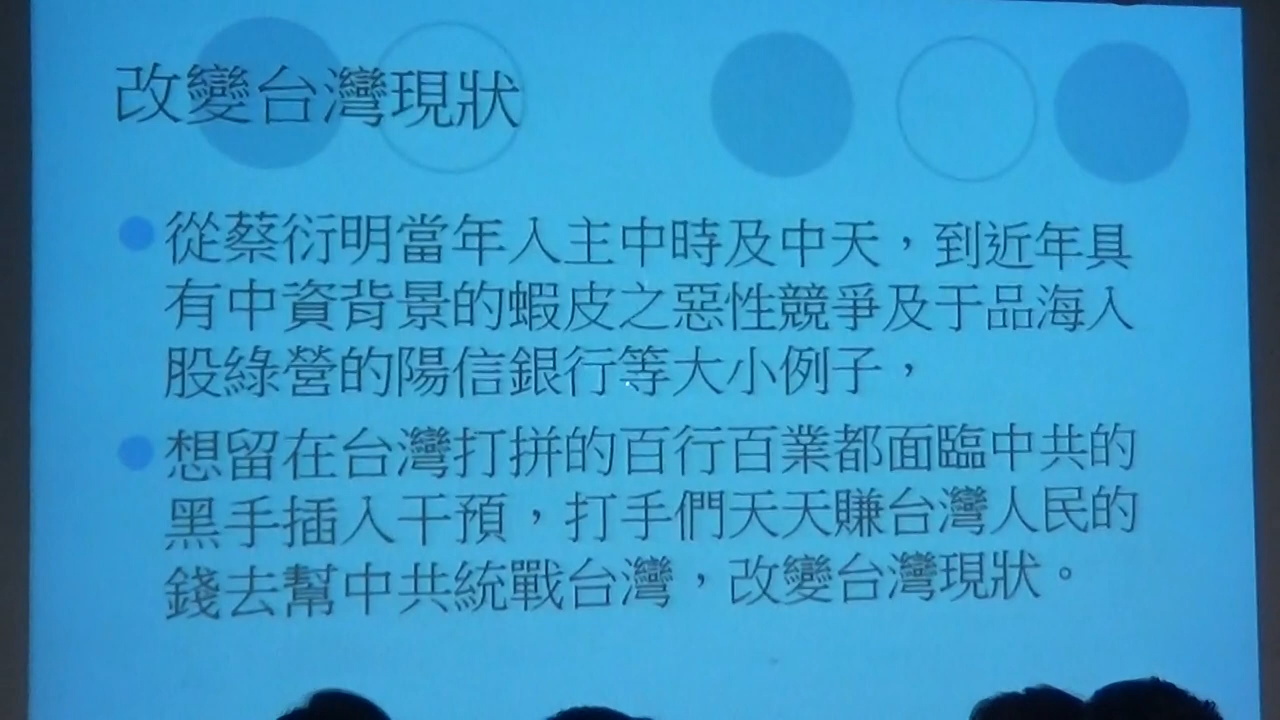 改變台灣現狀
從蔡衍明當年入主中時及中天，到近年具
有中資背景的蝦皮之惡性競爭及于品海入
股綠營的陽信銀行等大小例子，
想留在台灣打拼的百行百業都面臨中共的
黑手插入干預，打手們天天賺台灣人民的
錢去幫中共統戰台灣，改變台灣現狀。